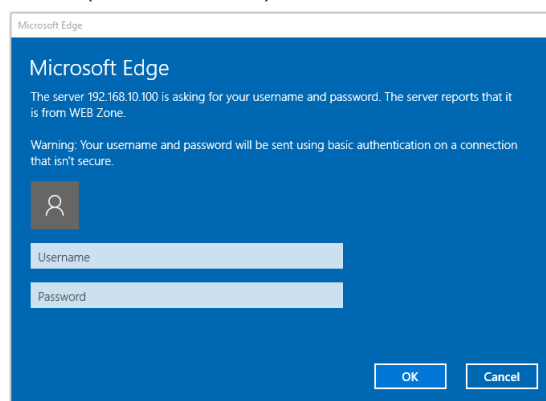 Microsoft Edge
Microsoft Edge
The server 192.168.10.100 is asking for your username and password. The server reports that it
is from WEB Zone.
Warning: Your username and password will be sent using basic authentication on a connection
that isn't secure.
Username
Password
OK Cancel